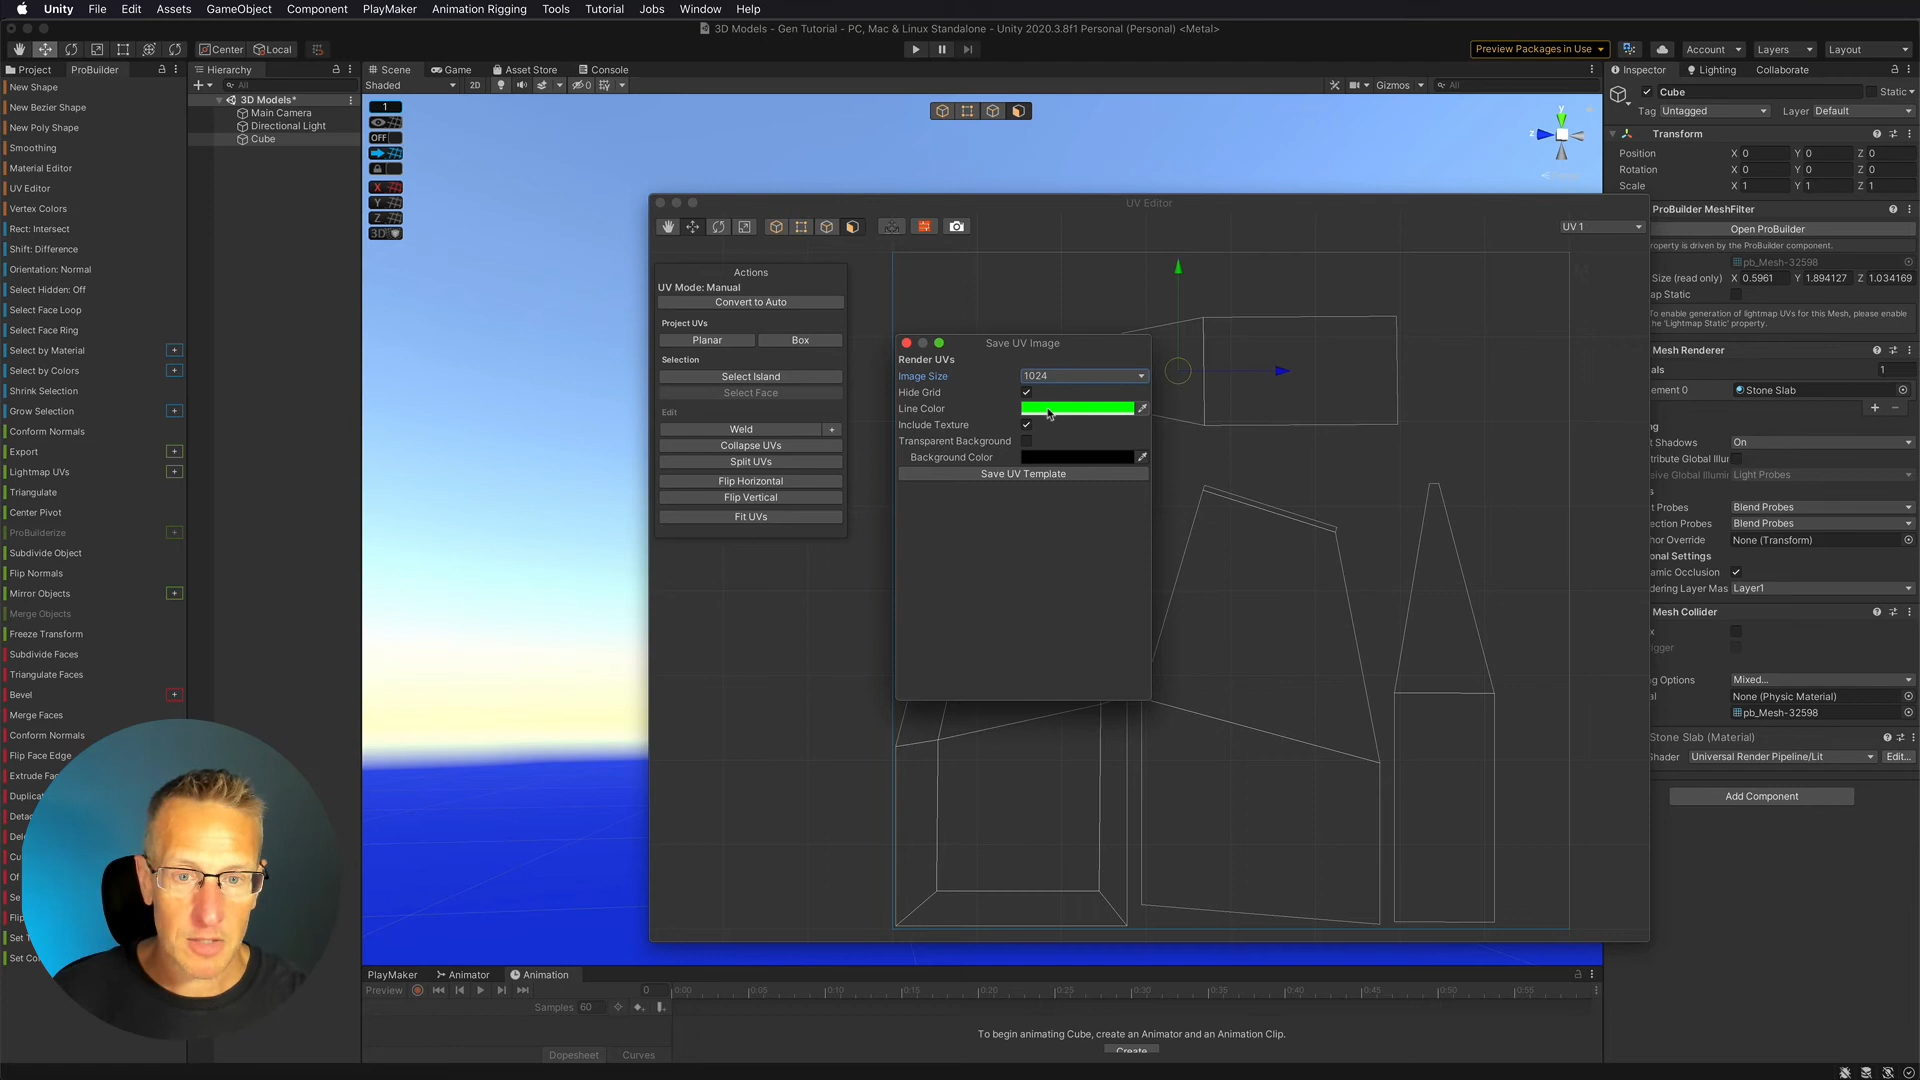 Unity File Edit Assets GameObject Component PlayMaker Animation Rigging Tools Tutorial Jobs Window Help
3D Models - Gen Tutorial - PC, Mac & Linux Standalone - Unity 2020.3.8f1 Personal (Personal) <Metal>
Center Local
Preview Packages in Use Account Layers Layout
Project ProBuilder
Hierarchy
Scene Game Asset Store Console
Inspector Lighting Collaborate
New Shape
New Bezier Shape
New Poly Shape
Smoothing
Material Editor
UV Editor
Vertex Colors
Rect: Intersect
Shift: Difference
Orientation: Normal
Select Hidden: Off
Select Face Loop
Select Face Ring
Select by Material
Select by Colors
Shrink Selection
Grow Selection
Conform Normals
Export
Lightmap UVs
Triangulate
Center Pivot
ProBuilderize
Subdivide Object
Flip Normals
Mirror Objects
Merge Objects
Freeze Transform
Subdivide Faces
Triangulate Faces
Bevel
Merge Faces
Conform Normals
Flip Face Edge
Extrude Fac
Duplicat
Detac
Del
Cu
Of
Se
Flip
Set T
Set Co
All
3D Models*
Main Camera
Directional Light
Cube
Shaded 2D 0 Gizmos All
1
OFF
X
Y
Z
3D
y
z
UV Editor
UV 1
Actions
UV Mode: Manual
Convert to Auto
Project UVs
Planar Box
Selection
Select Island
Select Face
Edit
Weld +
Collapse UVs
Split UVs
Flip Horizontal
Flip Vertical
Fit UVs
Save UV Image
Render UVs
Image Size 1024
Hide Grid
Line Color
Include Texture
Transparent Background
Background Color
Save UV Template
Cube Static
Tag Untagged Layer Default
Transform
Position X 0 Y 0 Z 0
Rotation X 0 Y 0 Z 0
Scale X 1 Y 1 Z 1
ProBuilder MeshFilter
Open ProBuilder
roperty is driven by the ProBuilder component.
pb_Mesh-32598
Size (read only) X 0.5961 Y 1.894127 Z 1.034169
ap Static
To enable generation of lightmap UVs for this Mesh, please enable
the 'Lightmap Static' property.
Mesh Renderer
als 1
ement 0 Stone Slab
ng
t Shadows On
tribute Global Illur
eive Global Illumi Light Probes
s
t Probes Blend Probes
ection Probes Blend Probes
hor Override None (Transform)
onal Settings
amic Occlusion
dering Layer Mas Layer1
Mesh Collider
x
rigger
ng Options Mixed...
al None (Physic Material)
pb_Mesh-32598
Stone Slab (Material)
hader Universal Render Pipeline/Lit Edit...
Add Component
PlayMaker Animator Animation
Preview 0 0:00 0:05 0:10 0:15 0:20 0:25 0:30 0:35 0:40 0:45 0:50 0:55
Samples 60
To begin animating Cube, create an Animator and an Animation Clip.
Create
Dopesheet Curves